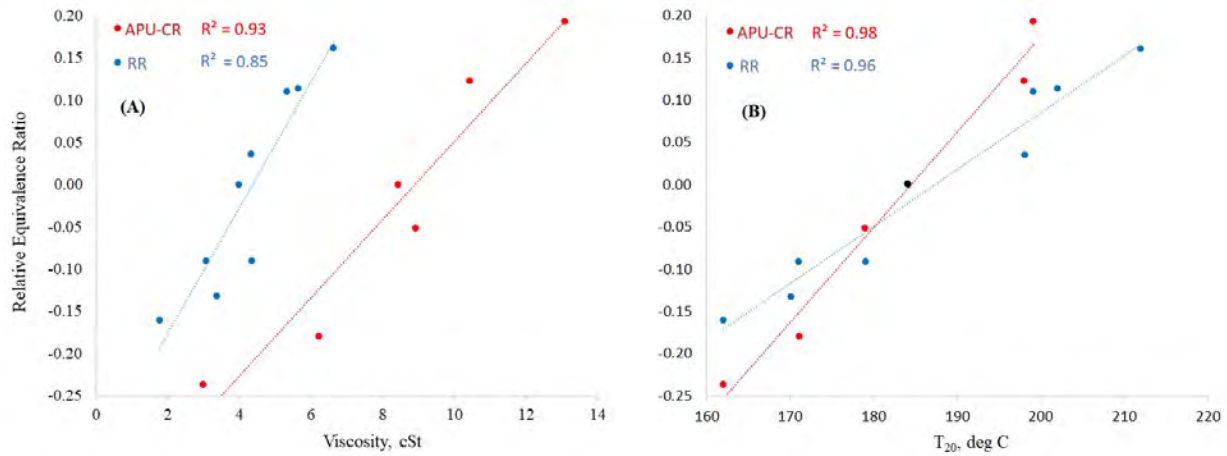 0.20
0.15
0.10
0.05
0.00
-0.05
-0.10
-0.15
-0.20
-0.25
Relative Equivalence Ratio
APU-CR R² = 0.93
RR R² = 0.85
(A)
0 2 4 6 8 10 12 14
Viscosity, cSt
0.20
0.15
0.10
0.05
0.00
-0.05
-0.10
-0.15
-0.20
-0.25
APU-CR R² = 0.98
RR R² = 0.96
(B)
160 170 180 190 200 210 220
T₂₀, deg C